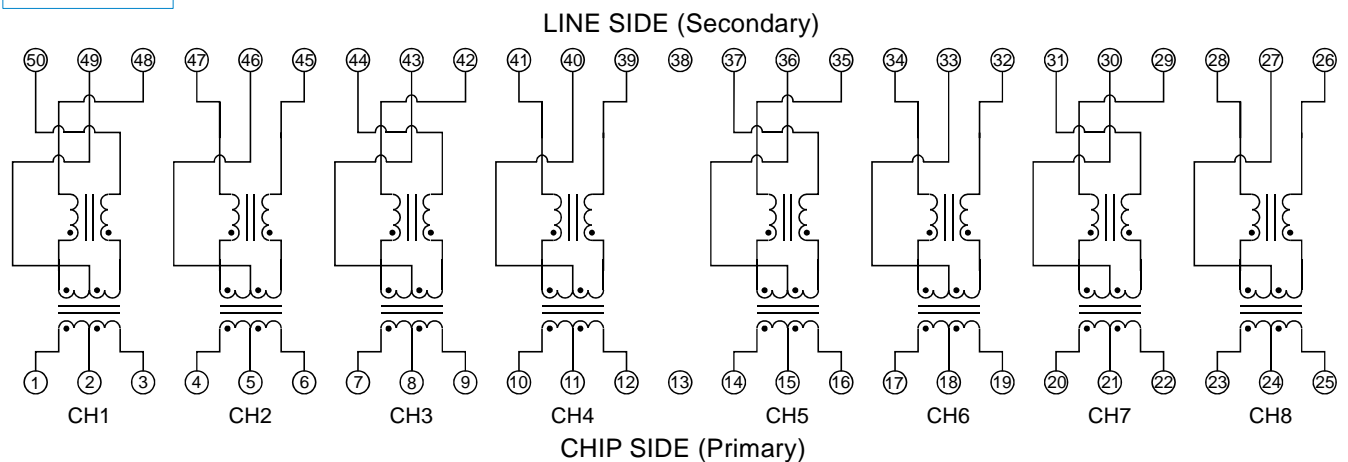 LINE SIDE (Secondary)
50 49 48 47 46 45 44 43 42 41 40 39 38 37 36 35 34 33 32 31 30 29 28 27 26
1 2 3 4 5 6 7 8 9 10 11 12 13 14 15 16 17 18 19 20 21 22 23 24 25
CH1 CH2 CH3 CH4 CH5 CH6 CH7 CH8
CHIP SIDE (Primary)